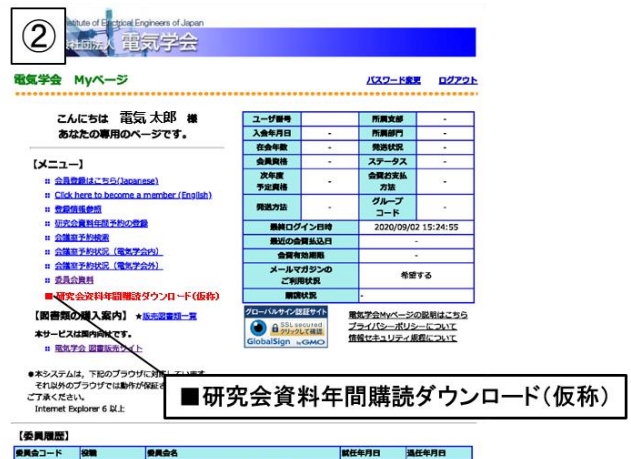 ②
Institute of Electrical Engineers of Japan
社団法人 電気学会
電気学会 Myページ
パスワード変更 ログアウト
こんにちは 電気 太郎 様
あなたの専用のページです。
【メニュー】
会員登録はこちら(Japanese)
Click here to become a member (English)
登録情報参照
研究会資料年間予約の登録
会議室予約検索
会議室予約状況（電気学会内）
会議室予約状況（電気学会外）
委員会資料
■研究会資料年間購読ダウンロード(仮称)
【図書類の購入案内】 ★販売図書類一覧
本サービスは国内向けです。
電気学会 図書販売サイト
●本システムは，下記のブラウザに対応しています。
それ以外のブラウザでは動作が保証さ
ご了承ください。
Internet Explorer 6 以上
ユーザ番号 所属支部 -
入会年月日 - 所属部門 -
在会年数 - 発送状況 -
会員資格 - ステータス -
次年度予定資格 - 会費お支払方法 -
発送方法 - グループコード -
最終ログイン日時 2020/09/02 15:24:55
最近の会費払込日 -
会費有効期限 -
メールマガジンのご利用状況 希望する
購読状況 -
グローバルサイン認証サイト
SSL secured
クリックして確認
GlobalSign by GMO
電気学会Myページの説明はこちら
プライバシーポリシーについて
情報セキュリティ規程について
■研究会資料年間購読ダウンロード(仮称)
【委員履歴】
委員会コード 役職 委員会名 就任年月日 退任年月日